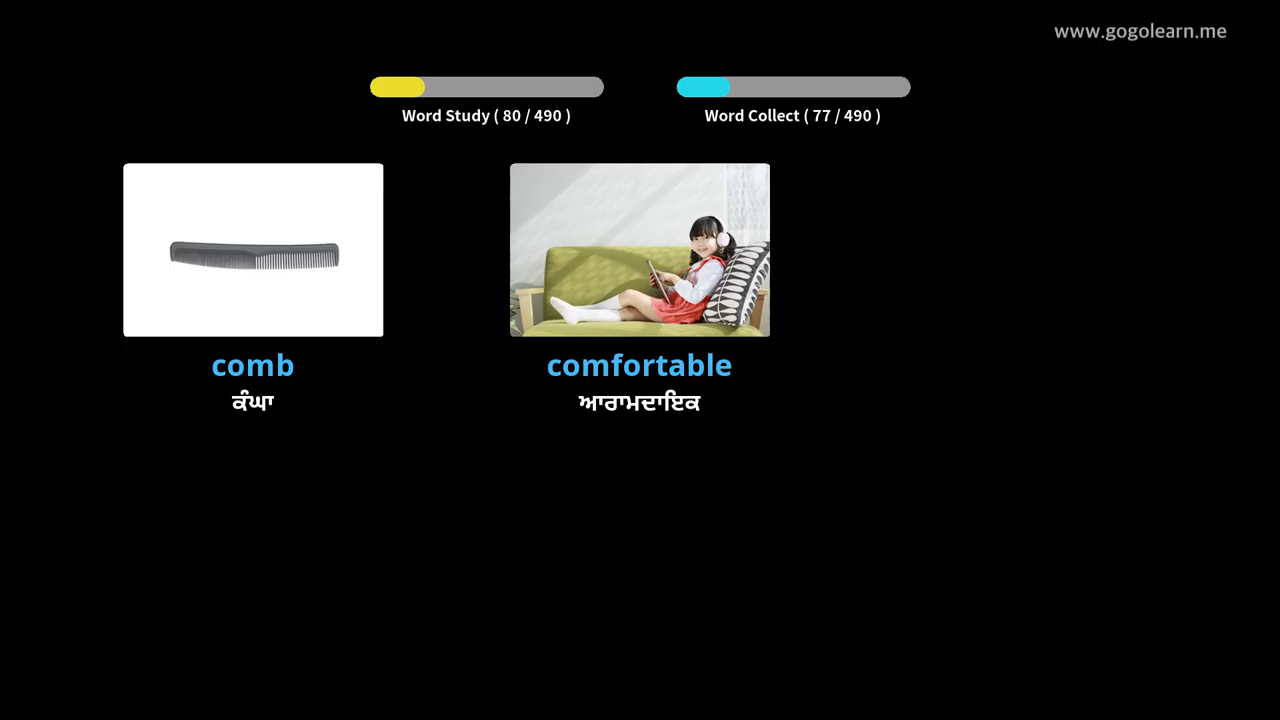 www.gogolearn.me
Word Study ( 80 / 490 )
Word Collect ( 77 / 490 )
comb
ਕੰਘਾ
comfortable
ਆਰਾਮਦਾਇਕ